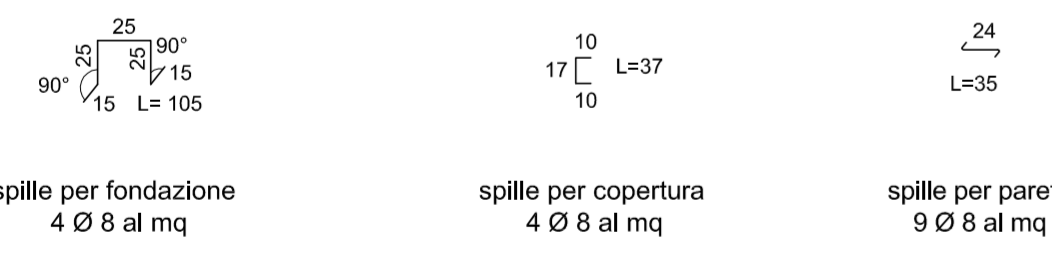 25
25
25
90°
90°
15
15
L= 105
10
17
L=37
10
24
L=35
spille per fondazione
4 Ø 8 al mq
spille per copertura
4 Ø 8 al mq
spille per
9 Ø 8 al mq